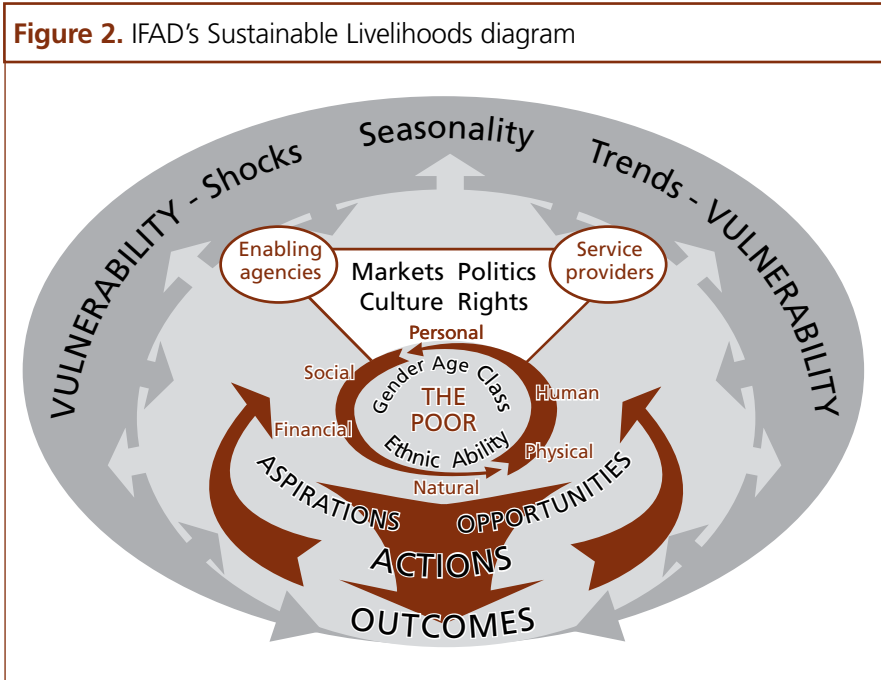 Figure 2. IFAD's Sustainable Livelihoods diagram
VULNERABILITY - Shocks Seasonality Trends - VULNERABILITY
Enabling
agencies
Service
providers
Markets Politics
Culture Rights
Personal
Social
Human
Financial
Physical
Natural
Gender Age Class
THE
POOR
Ethnic Ability
ASPIRATIONS
OPPORTUNITIES
ACTIONS
OUTCOMES